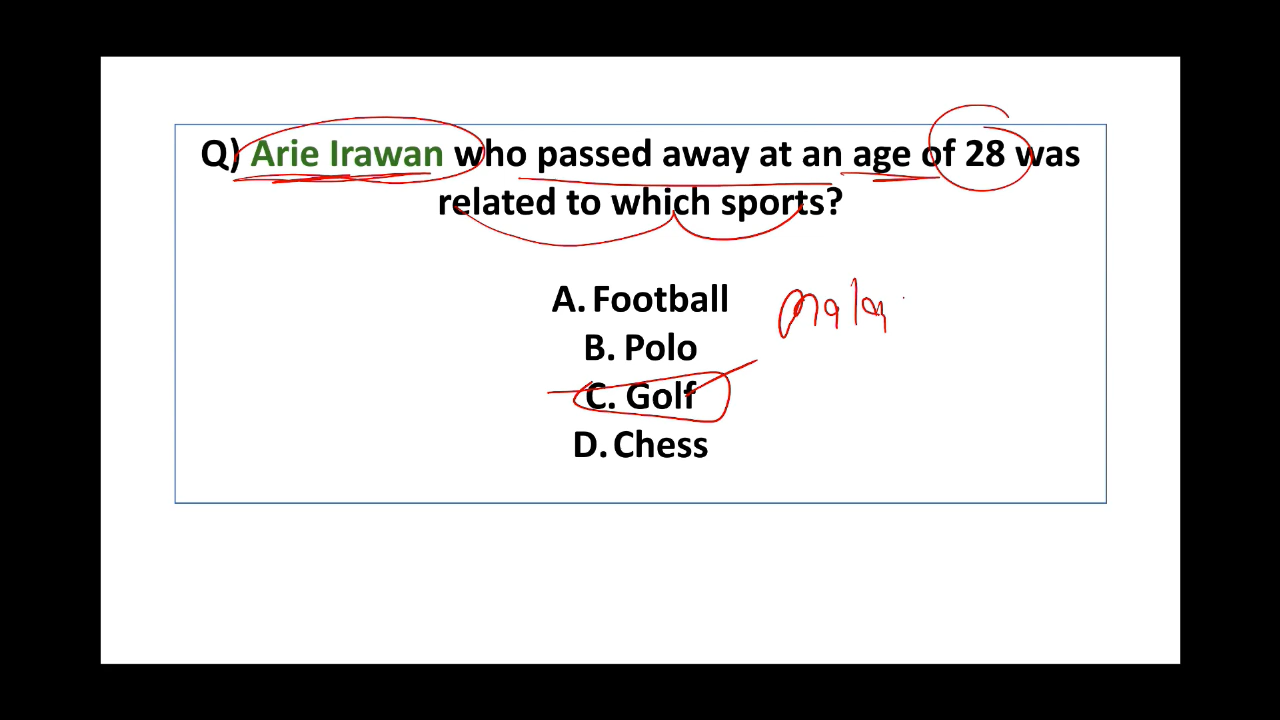 Q) Arie Irawan who passed away at an age of 28 was
related to which sports?
A. Football
B. Polo
C. Golf
D. Chess
malay